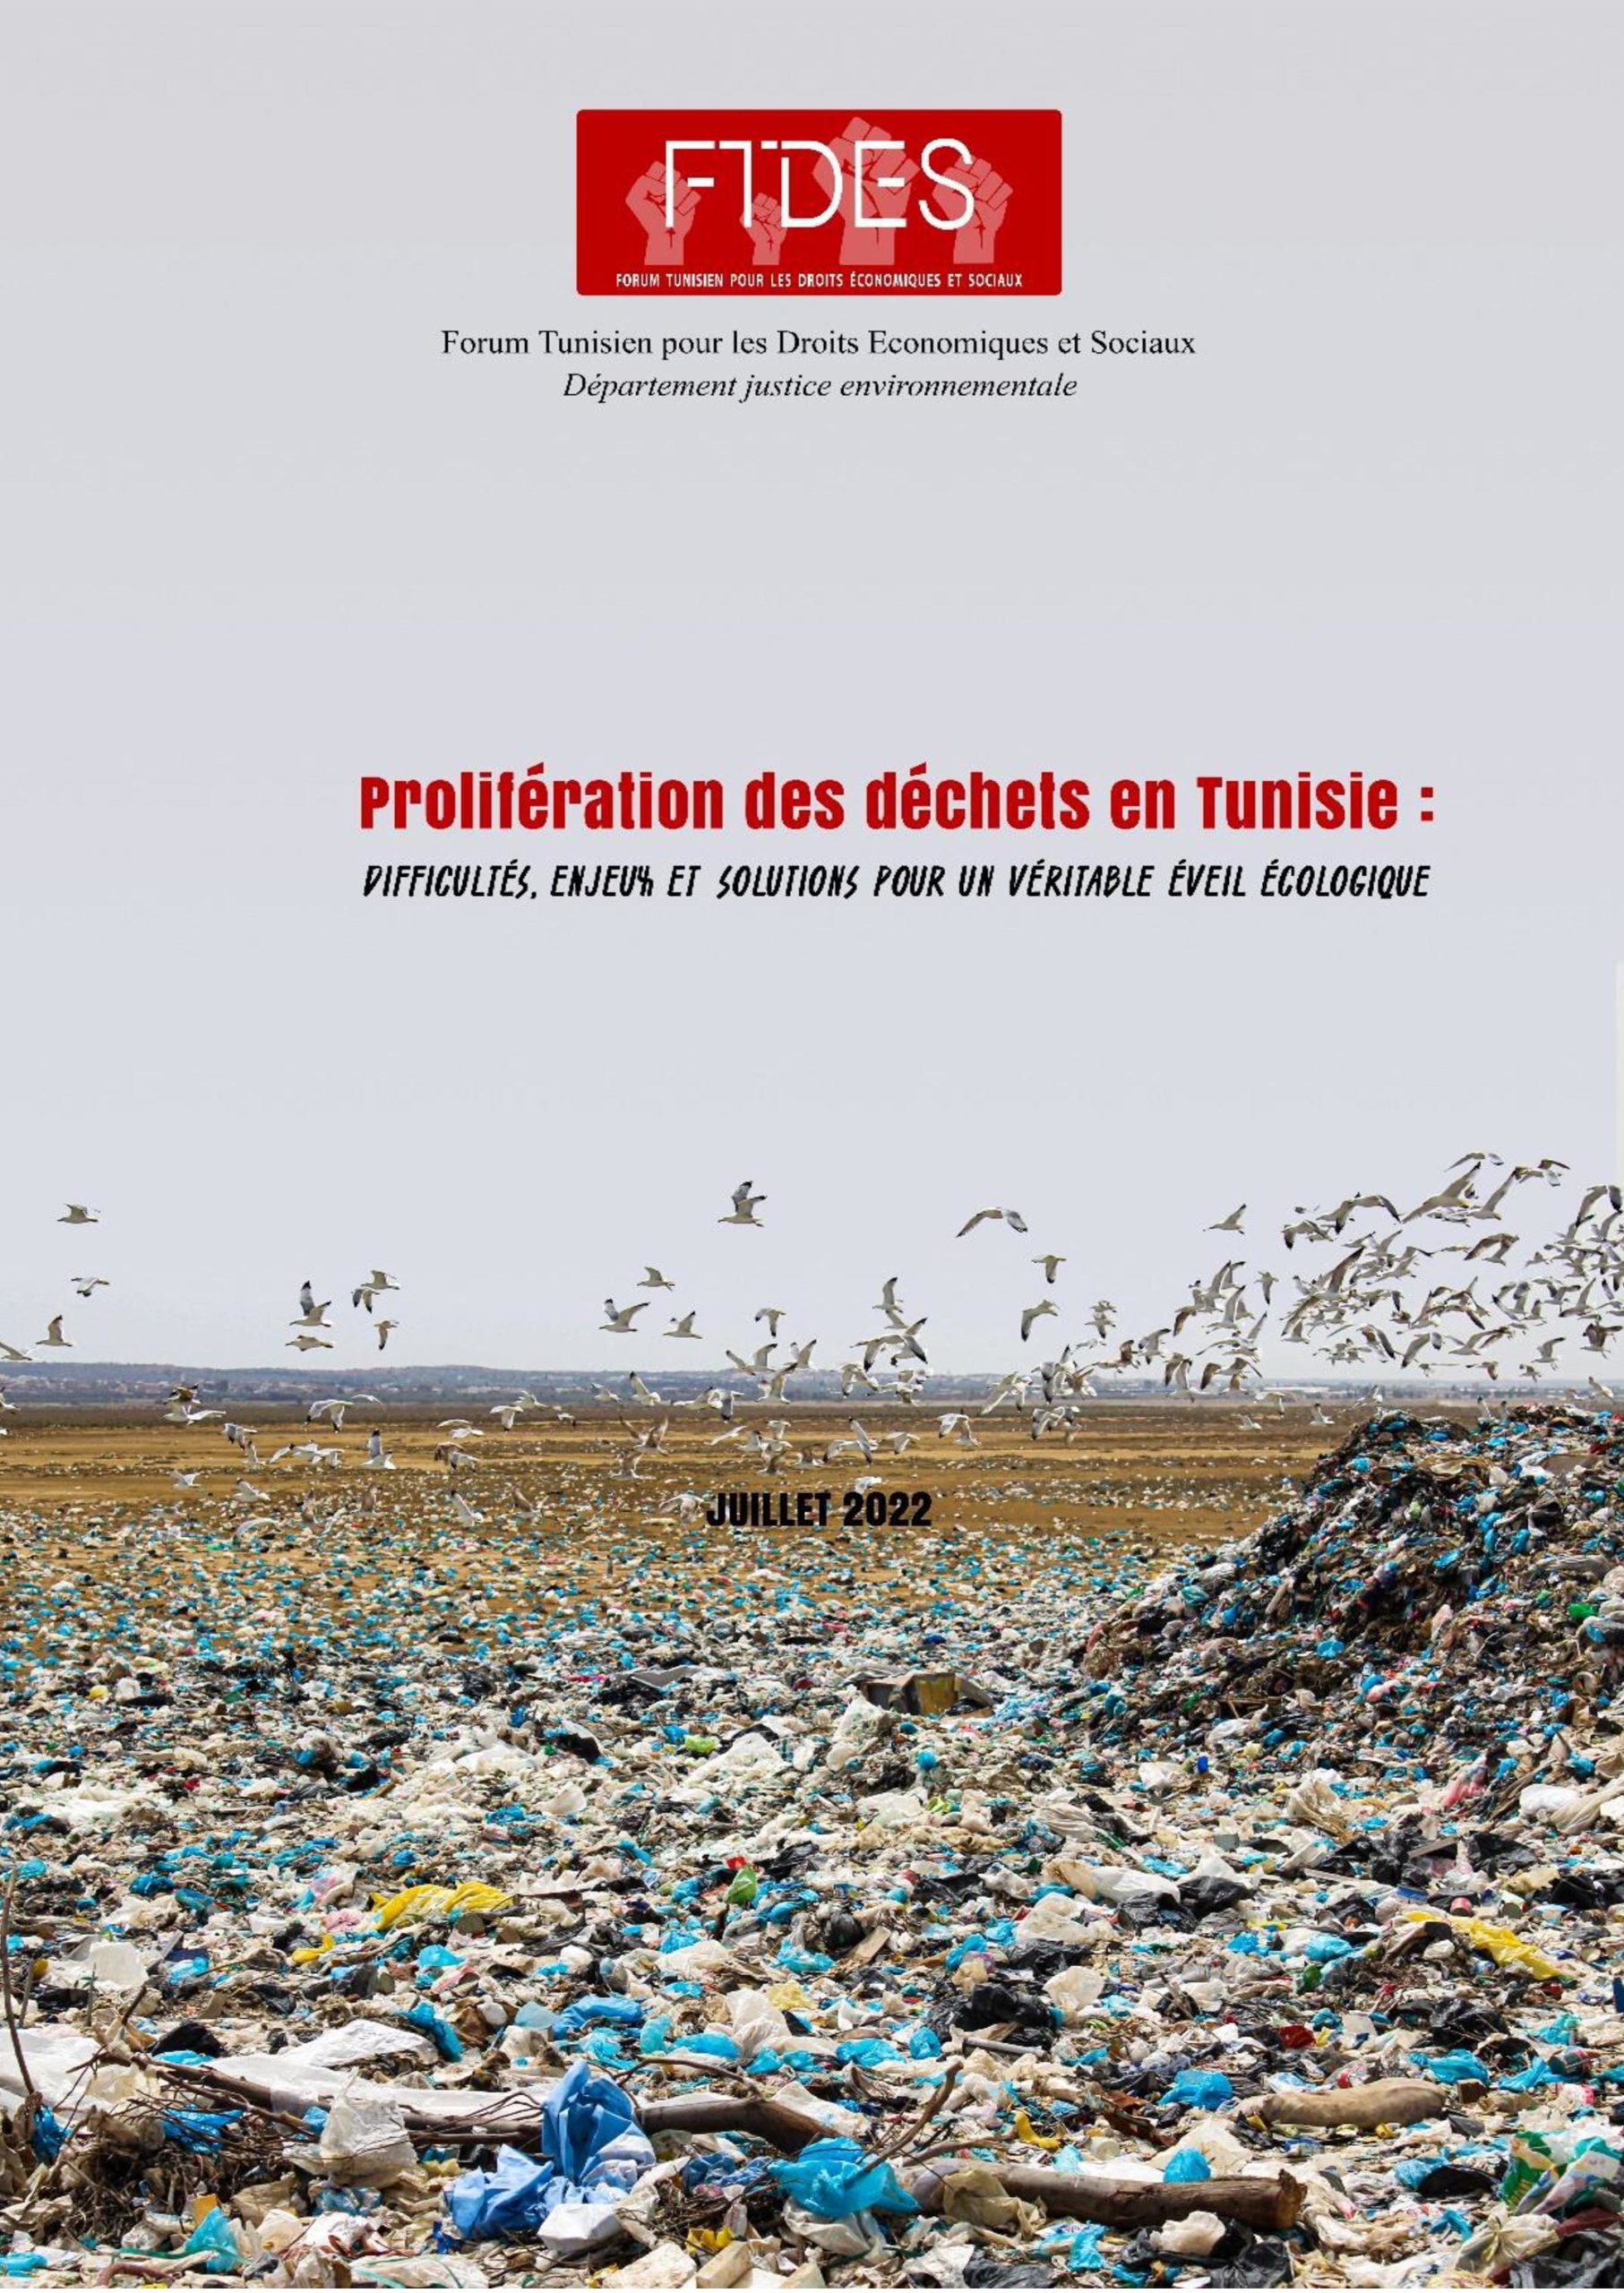 FTDES
FORUM TUNISIEN POUR LES DROITS ÉCONOMIQUES ET SOCIAUX
Forum Tunisien pour les Droits Economiques et Sociaux
Département justice environnementale
Prolifération des déchets en Tunisie :
DIFFICULTÉS, ENJEUX ET SOLUTIONS POUR UN VÉRITABLE ÉVEIL ÉCOLOGIQUE
JUILLET 2022